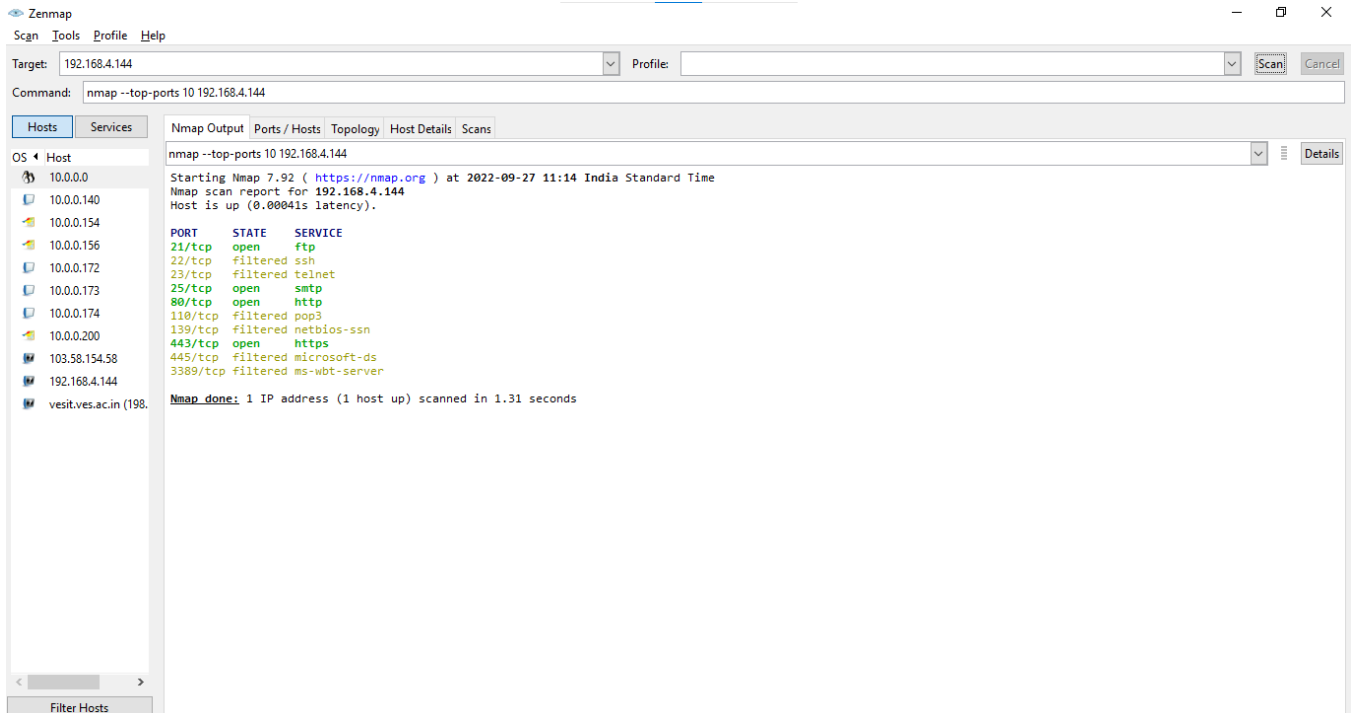 Zenmap
Scan Tools Profile Help
Target: 192.168.4.144 Profile: Scan Cancel
Command: nmap --top-ports 10 192.168.4.144
Hosts Services
Nmap Output Ports / Hosts Topology Host Details Scans
OS Host
10.0.0.0
10.0.0.140
10.0.0.154
10.0.0.156
10.0.0.172
10.0.0.173
10.0.0.174
10.0.0.200
103.58.154.58
192.168.4.144
vesit.ves.ac.in (198.
Filter Hosts
nmap --top-ports 10 192.168.4.144 Details
Starting Nmap 7.92 ( https://nmap.org ) at 2022-09-27 11:14 India Standard Time
Nmap scan report for 192.168.4.144
Host is up (0.00041s latency).
PORT STATE SERVICE
21/tcp open ftp
22/tcp filtered ssh
23/tcp filtered telnet
25/tcp open smtp
80/tcp open http
110/tcp filtered pop3
139/tcp filtered netbios-ssn
443/tcp open https
445/tcp filtered microsoft-ds
3389/tcp filtered ms-wbt-server
Nmap done: 1 IP address (1 host up) scanned in 1.31 seconds